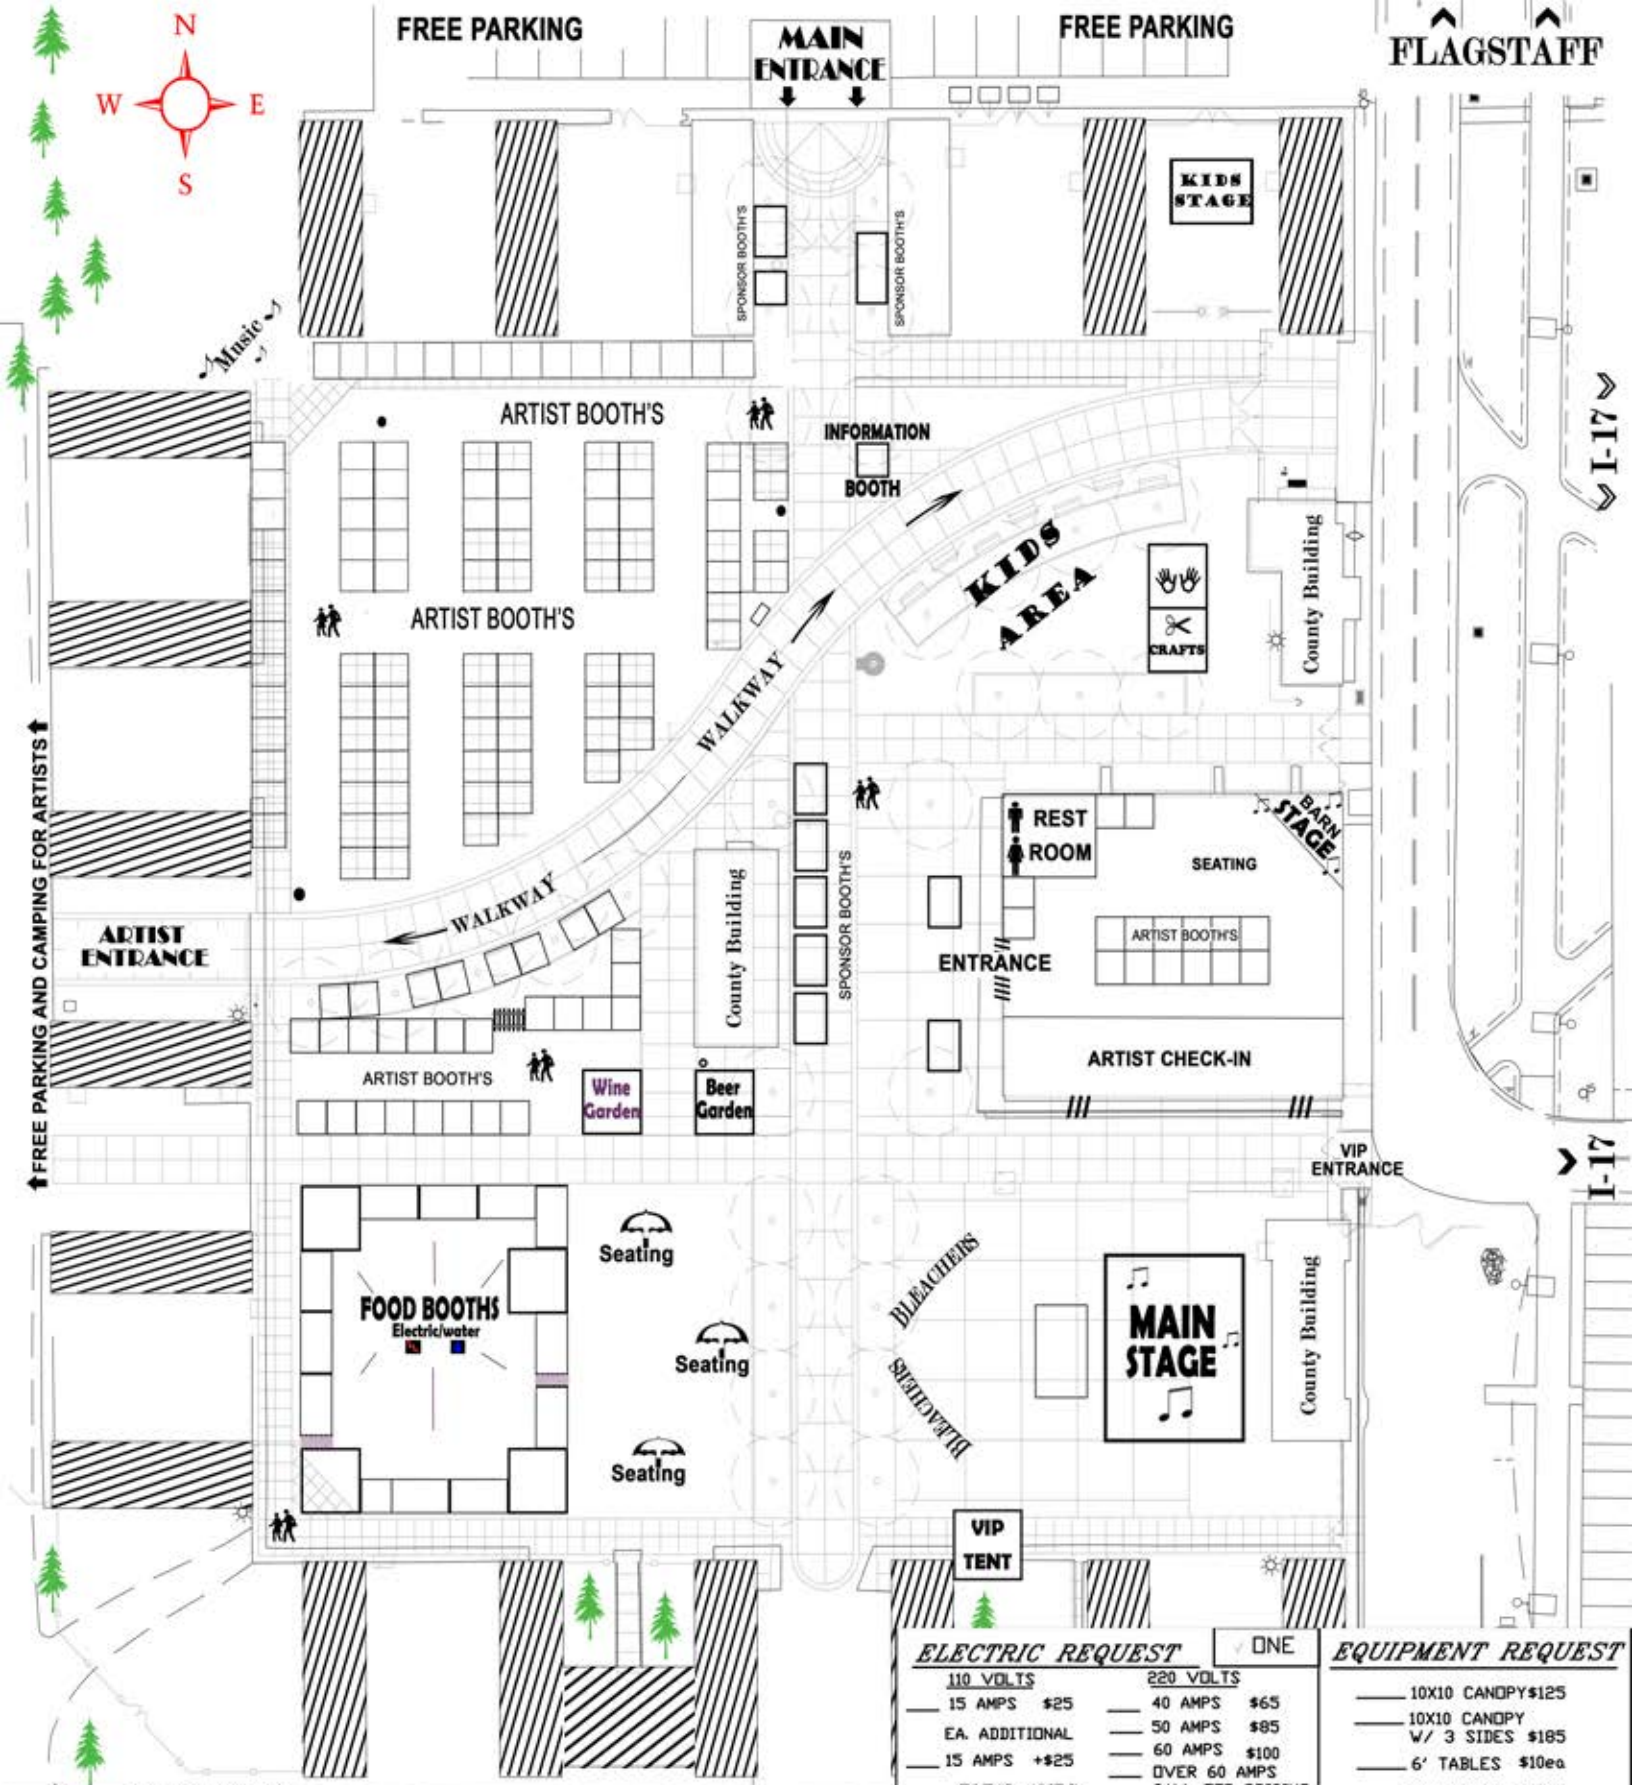 FREE PARKING
MAIN
ENTRANCE
FREE PARKING
FLAGSTAFF
N
W
E
S
KIDS
STAGE
SPONSOR BOOTH'S
SPONSOR BOOTH'S
Music
ARTIST BOOTH'S
INFORMATION
BOOTH
I-17
KIDS
AREA
County Building
CRAFTS
ARTIST BOOTH'S
WALKWAY
FREE PARKING AND CAMPING FOR ARTISTS
REST
ROOM
BARN
STAGE
SEATING
County Building
SPONSOR BOOTH'S
WALKWAY
ARTIST
ENTRANCE
ARTIST BOOTH'S
ENTRANCE
ARTIST CHECK-IN
ARTIST BOOTH'S
Wine
Garden
Beer
Garden
VIP
ENTRANCE
I-17
Seating
BLEACHERS
FOOD BOOTHS
Electric/water
MAIN
STAGE
County Building
Seating
BLEACHERS
Seating
VIP
TENT
ELECTRIC REQUEST
√ ONE
110 VOLTS
220 VOLTS
15 AMPS $25
40 AMPS $65
EA. ADDITIONAL
50 AMPS $85
15 AMPS +$25
60 AMPS $100
OVER 60 AMPS
EQUIPMENT REQUEST
10X10 CANOPY $125
10X10 CANOPY
W/ 3 SIDES $185
6' TABLES $10ea